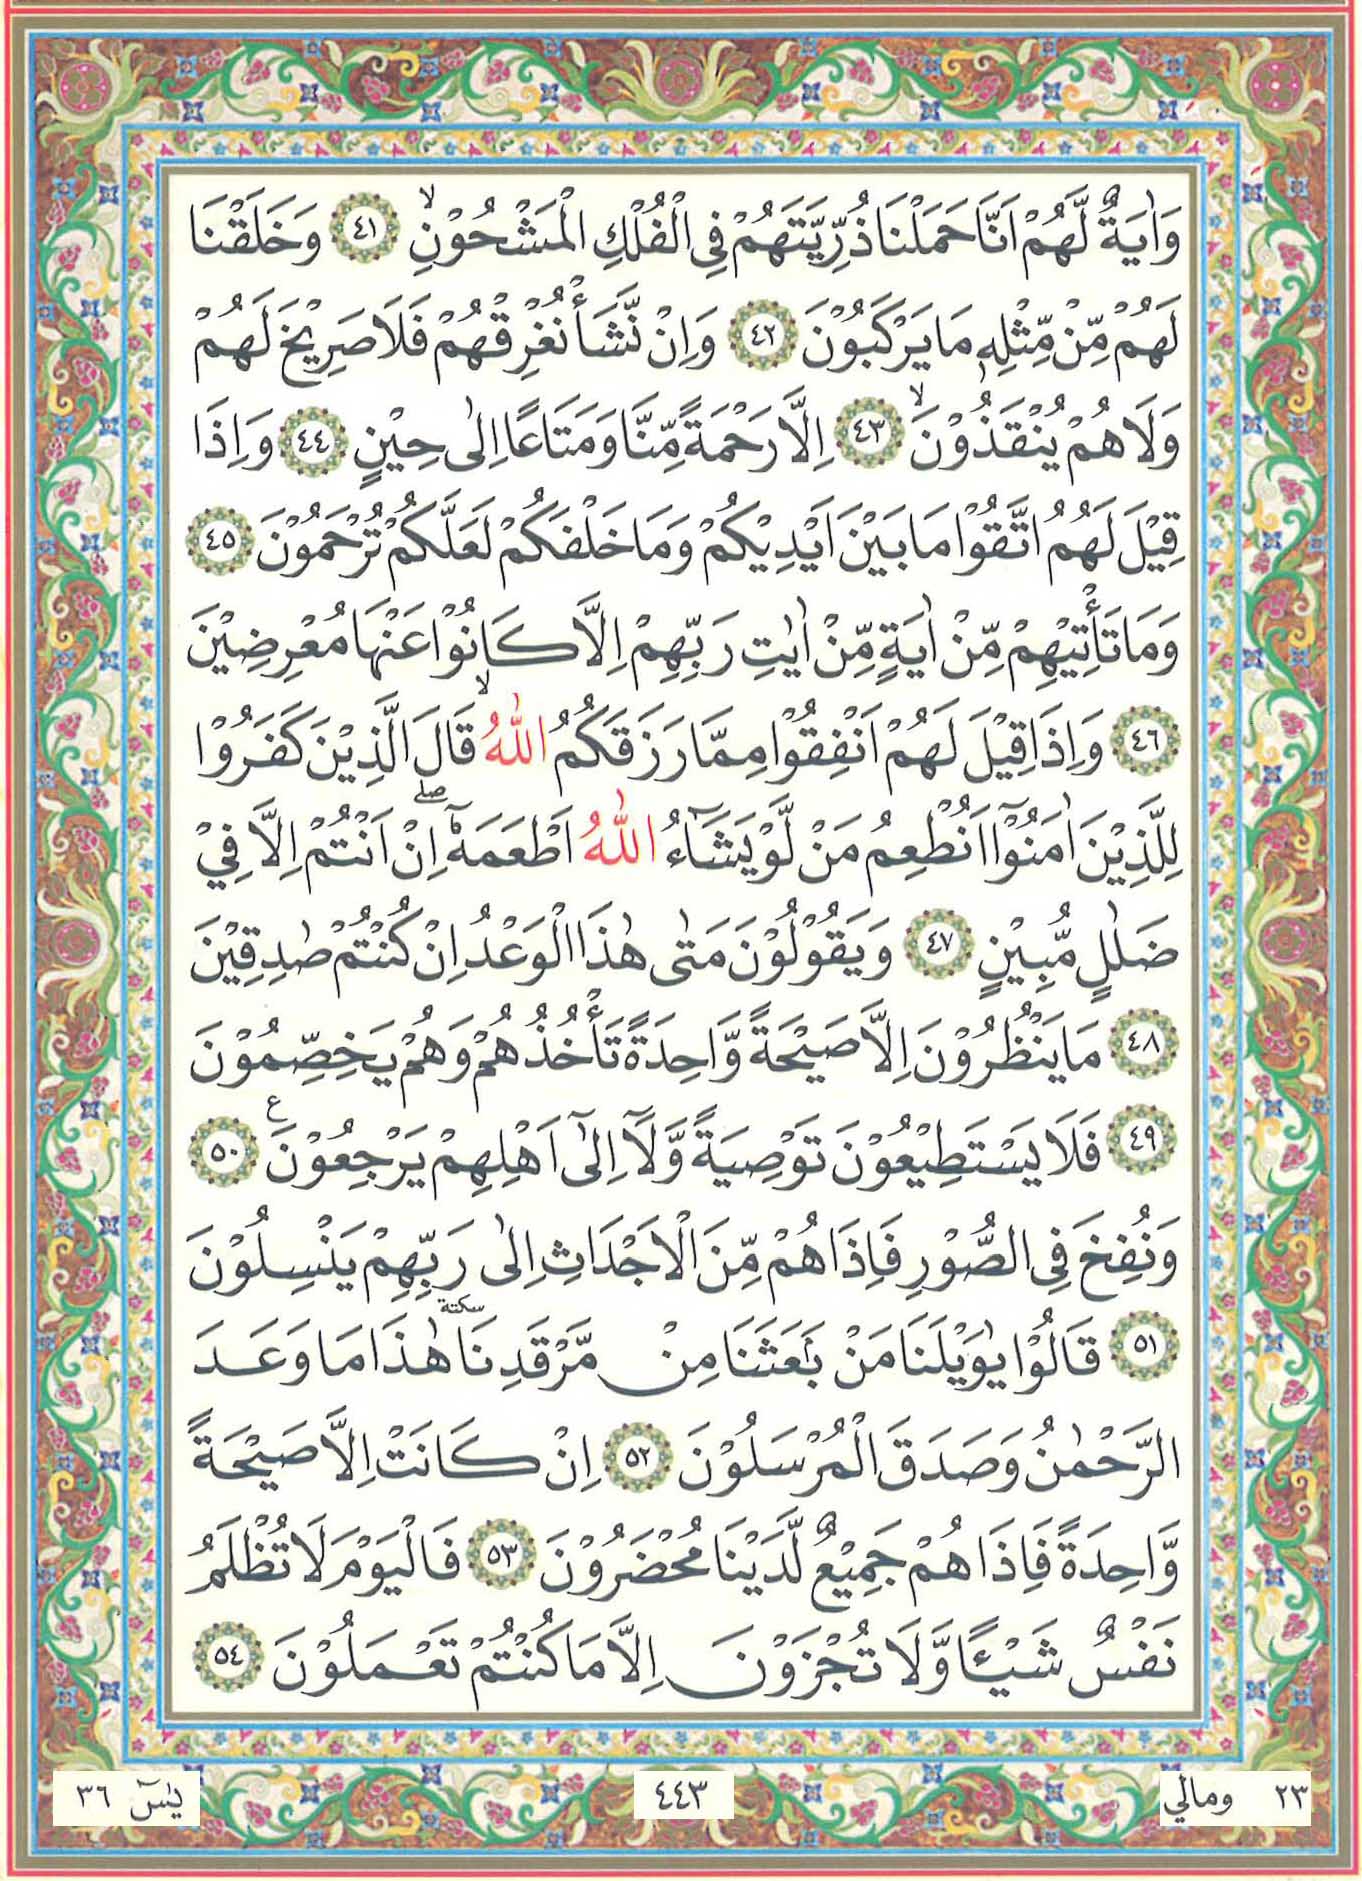 وَاٰيَةٌ لَّهُمْ اَنَّا حَمَلْنَا ذُرِّيَّتَهُمْ فِي الْفُلْكِ الْمَشْحُوْنِۙ ٤١ وَخَلَقْنَا
لَهُمْ مِّنْ مِّثْلِهٖ مَا يَرْكَبُوْنَ ٤٢ وَاِنْ نَّشَأْ نُغْرِقْهُمْ فَلَا صَرِيْخَ لَهُمْ
وَلَا هُمْ يُنْقَذُوْنَۙ ٤٣ اِلَّا رَحْمَةً مِّنَّا وَمَتَاعًا اِلٰى حِيْنٍ ٤٤ وَاِذَا
قِيْلَ لَهُمُ اتَّقُوْا مَا بَيْنَ اَيْدِيْكُمْ وَمَا خَلْفَكُمْ لَعَلَّكُمْ تُرْحَمُوْنَ ٤٥
وَمَا تَأْتِيْهِمْ مِّنْ اٰيَةٍ مِّنْ اٰيٰتِ رَبِّهِمْ اِلَّا كَانُوْا عَنْهَا مُعْرِضِيْنَ
٤٦ وَاِذَا قِيْلَ لَهُمْ اَنْفِقُوْا مِمَّا رَزَقَكُمُ اللّٰهُۙ قَالَ الَّذِيْنَ كَفَرُوْا
لِلَّذِيْنَ اٰمَنُوْٓا اَنُطْعِمُ مَنْ لَّوْ يَشَاۤءُ اللّٰهُ اَطْعَمَهٗٓۖ اِنْ اَنْتُمْ اِلَّا فِيْ
ضَلٰلٍ مُّبِيْنٍ ٤٧ وَيَقُوْلُوْنَ مَتٰى هٰذَا الْوَعْدُ اِنْ كُنْتُمْ صٰدِقِيْنَ
٤٨ مَا يَنْظُرُوْنَ اِلَّا صَيْحَةً وَّاحِدَةً تَأْخُذُهُمْ وَهُمْ يَخِصِّمُوْنَ
٤٩ فَلَا يَسْتَطِيْعُوْنَ تَوْصِيَةً وَّلَآ اِلٰٓى اَهْلِهِمْ يَرْجِعُوْنَ ع ٥٠
وَنُفِخَ فِى الصُّوْرِ فَاِذَا هُمْ مِّنَ الْاَجْدَاثِ اِلٰى رَبِّهِمْ يَنْسِلُوْنَ
٥١ قَالُوْا يٰوَيْلَنَا مَنْۢ بَعَثَنَا مِنْ مَّرْقَدِنَا سكتة هٰذَا مَا وَعَدَ
الرَّحْمٰنُ وَصَدَقَ الْمُرْسَلُوْنَ ٥٢ اِنْ كَانَتْ اِلَّا صَيْحَةً
وَّاحِدَةً فَاِذَا هُمْ جَمِيْعٌ لَّدَيْنَا مُحْضَرُوْنَ ٥٣ فَالْيَوْمَ لَا تُظْلَمُ
نَفْسٌ شَيْـًٔا وَّلَا تُجْزَوْنَ اِلَّا مَا كُنْتُمْ تَعْمَلُوْنَ ٥٤
٢٣ ومالي ٤٤٣ يٰسۤ ٣٦